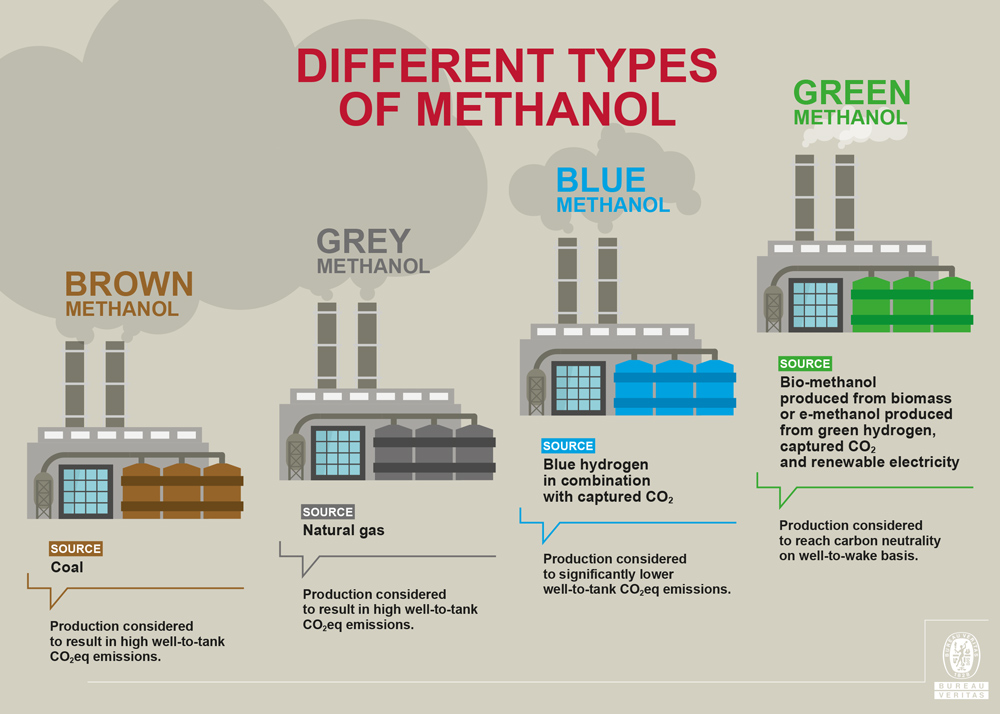 DIFFERENT TYPES
OF METHANOL
BROWN
METHANOL
SOURCE
Coal
Production considered
to result in high well-to-tank
CO₂eq emissions.
GREY
METHANOL
SOURCE
Natural gas
Production considered
to result in high well-to-tank
CO₂eq emissions.
BLUE
METHANOL
SOURCE
Blue hydrogen
in combination
with captured CO₂
Production considered
to significantly lower
well-to-tank CO₂eq emissions.
GREEN
METHANOL
SOURCE
Bio-methanol
produced from biomass
or e-methanol produced
from green hydrogen,
captured CO₂
and renewable electricity
Production considered
to reach carbon neutrality
on well-to-wake basis.
BUREAU VERITAS
1828
BUREAU
VERITAS